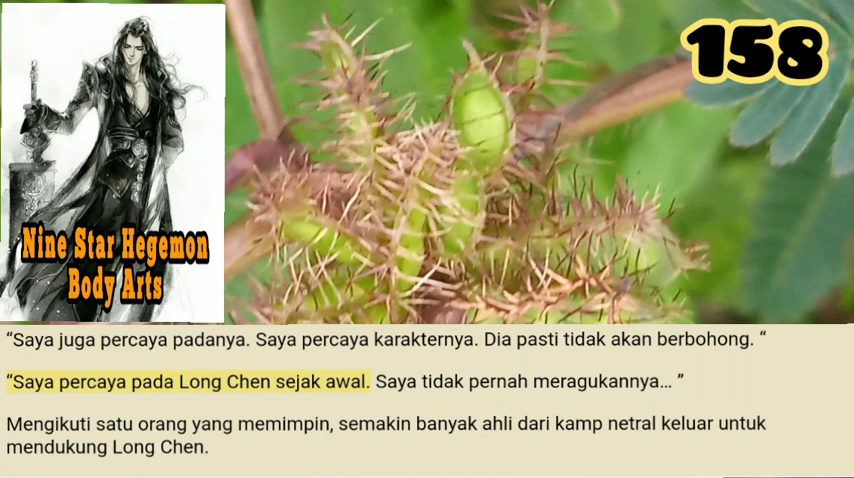 158
Nine Star Hegemon
Body Arts
“Saya juga percaya padanya. Saya percaya karakternya. Dia pasti tidak akan berbohong. “
“Saya percaya pada Long Chen sejak awal. Saya tidak pernah meragukannya… ”
Mengikuti satu orang yang memimpin, semakin banyak ahli dari kamp netral keluar untuk
mendukung Long Chen.